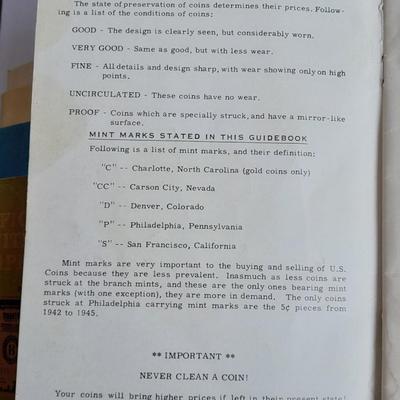 The state of preservation of coins determines their prices. Follow-
ing is a list of the conditions of coins:
GOOD - The design is clearly seen, but considerably worn.
VERY GOOD - Same as good, but with less wear.
FINE - All details and design sharp, with wear showing only on high
points.
UNCIRCULATED - These coins have no wear.
PROOF - Coins which are specially struck, and have a mirror-like
surface.
MINT MARKS STATED IN THIS GUIDEBOOK
Following is a list of mint marks, and their definition:
"C" -- Charlotte, North Carolina (gold coins only)
"CC" -- Carson City, Nevada
"D" -- Denver, Colorado
"P" -- Philadelphia, Pennsylvania
"S" -- San Francisco, California
Mint marks are very important to the buying and selling of U.S.
Coins because they are less prevalent. Inasmuch as less coins are
struck at the branch mints, and these are the only ones bearing mint
marks (with one exception), they are more in demand. The only coins
struck at Philadelphia carrying mint marks are the 5¢ pieces from
1942 to 1945.
** IMPORTANT **
NEVER CLEAN A COIN!
Your coins will bring higher prices if left in their present state!